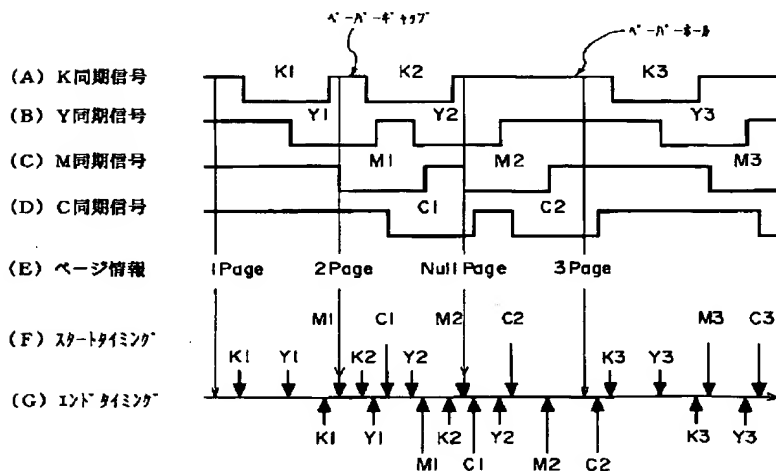 ペーパーギャップ
ペーパーホール
(A) K同期信号 K1 K2 K3
(B) Y同期信号 Y1 Y2 Y3
(C) M同期信号 M1 M2 M3
(D) C同期信号 C1 C2
(E) ページ情報 1Page 2Page Null Page 3Page
M1 C1 M2 C2 M3 C3
(F) スタートタイミング
K1 Y1 K2 Y2 K3 Y3
(G) エンドタイミング
K1 Y1 K2 Y2 K3 Y3
M1 C1 M2 C2